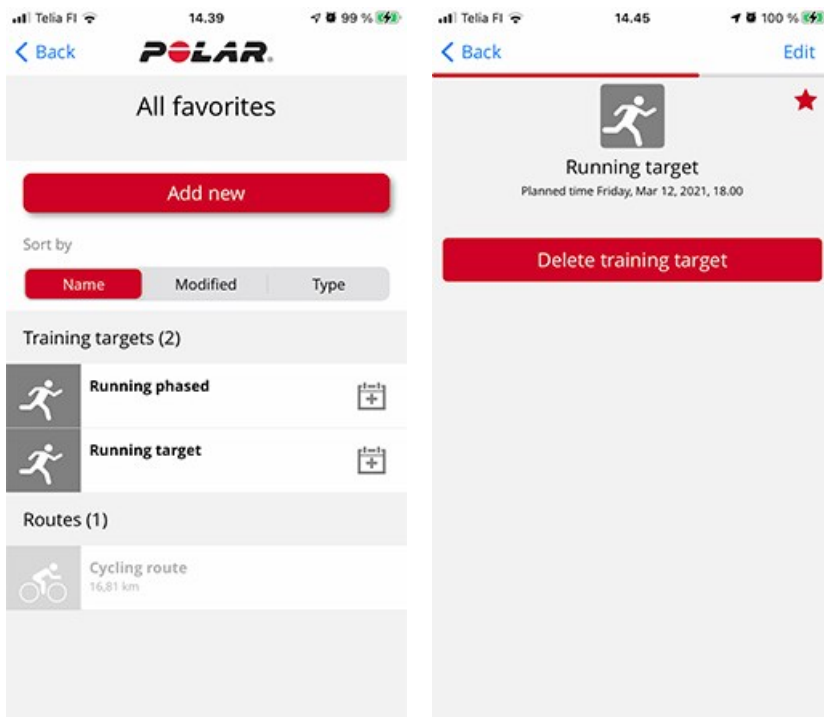 Telia FI 14.39 99 %
Back POLAR.
All favorites
Add new
Sort by
Name Modified Type
Training targets (2)
Running phased
Running target
Routes (1)
Cycling route
16,81 km
Telia FI 14.45 100 %
Back Edit
Running target
Planned time Friday, Mar 12, 2021, 18.00
Delete training target